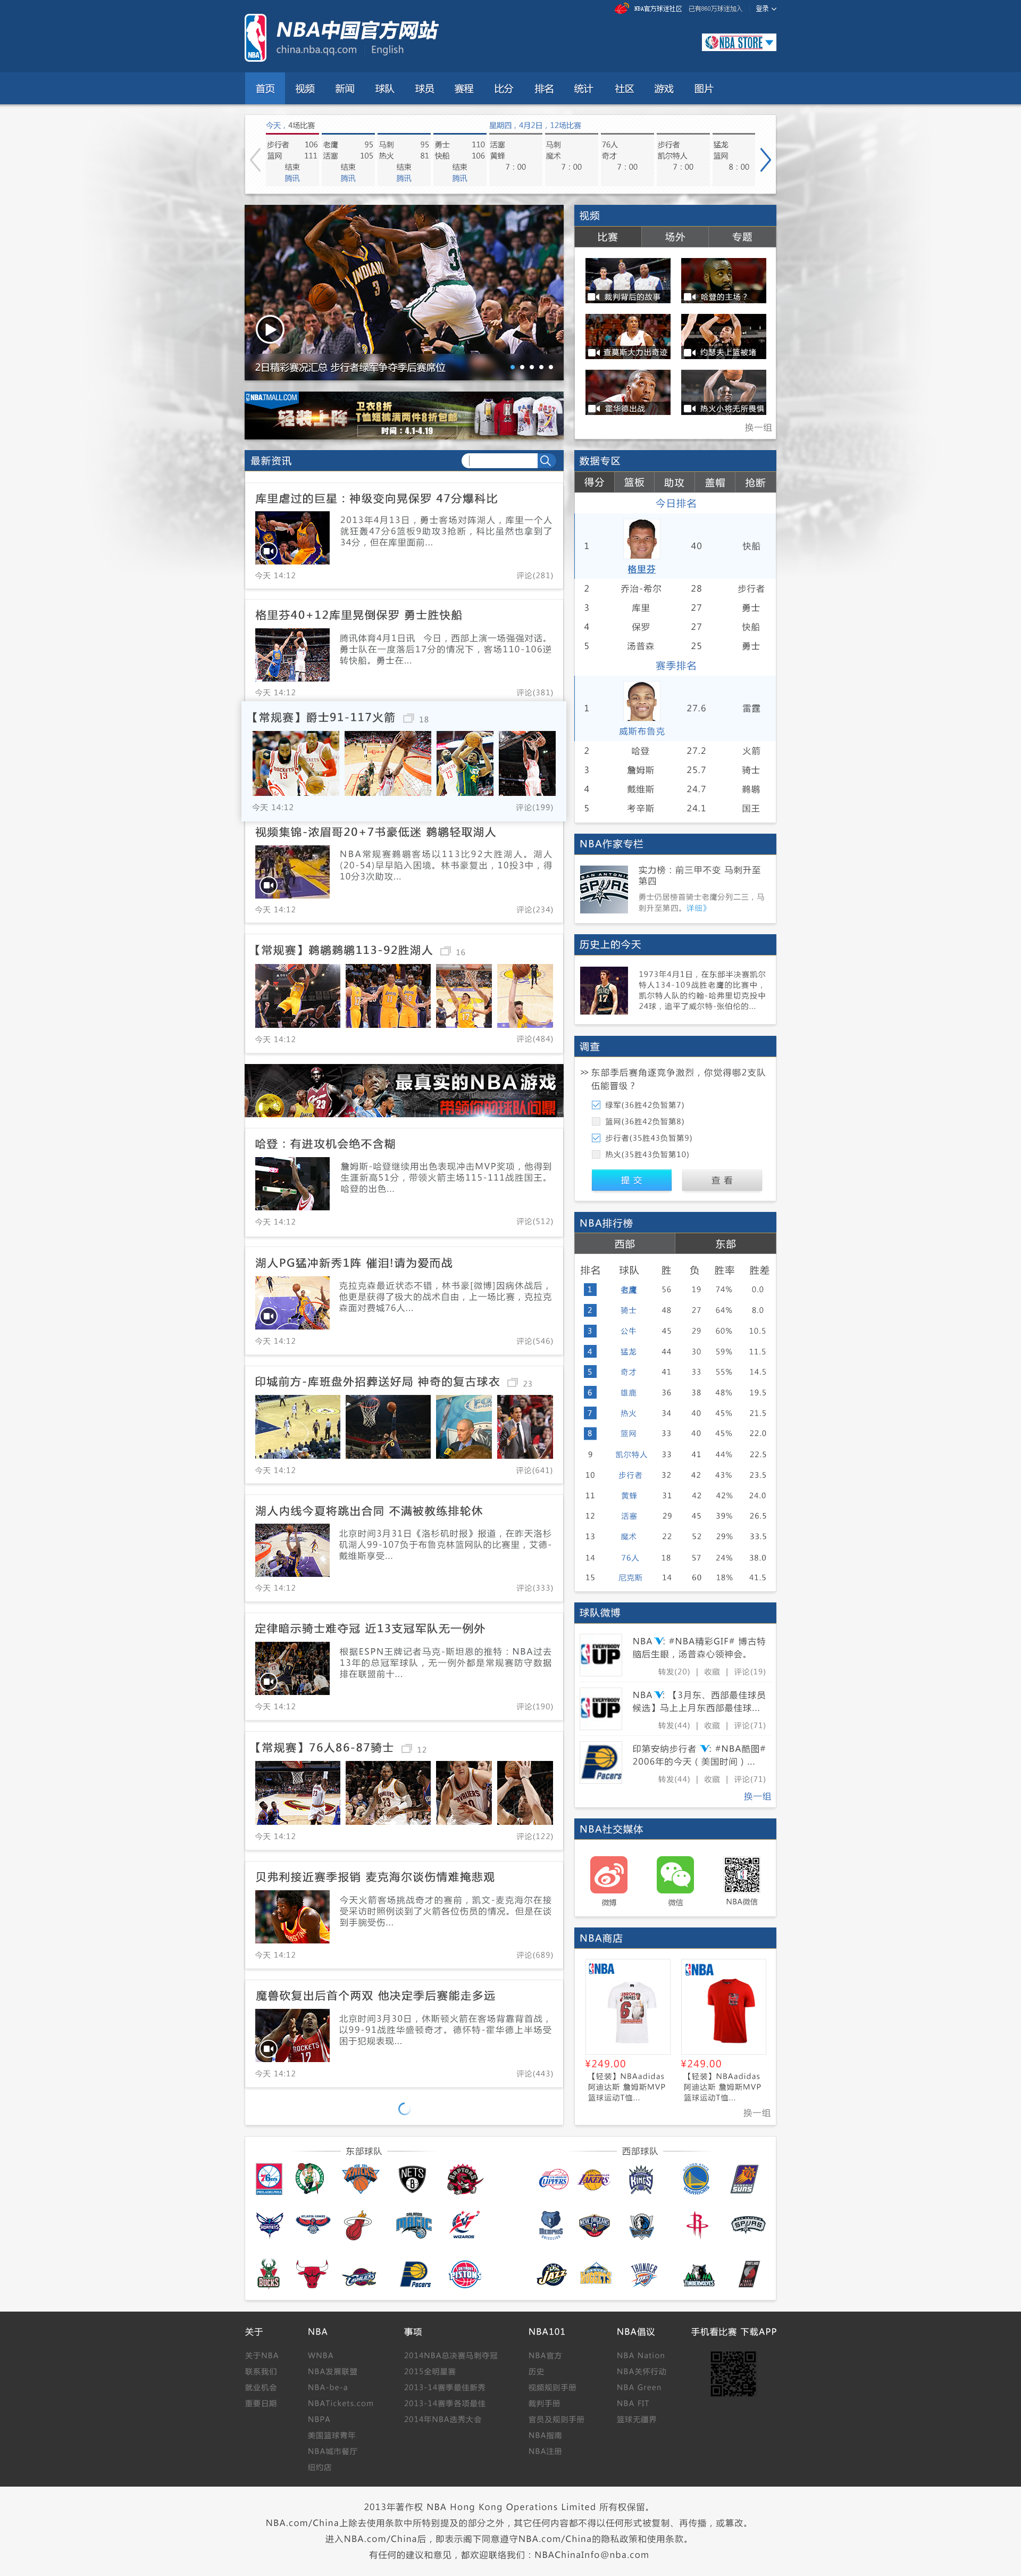 NBA官方球迷社区 已有860万球迷加入 登录
NBA中国官方网站
china.nba.qq.com English
NBA STORE
首页 视频 新闻 球队 球员 赛程 比分 排名 统计 社区 游戏 图片
今天，4场比赛
星期四，4月2日，12场比赛
步行者 106
篮网 111
结束
腾讯
老鹰 95
活塞 105
结束
腾讯
马刺 95
热火 81
结束
腾讯
勇士 110
快船 106
结束
腾讯
活塞
黄蜂
7：00
马刺
魔术
7：00
76人
奇才
7：00
步行者
凯尔特人
7：00
猛龙
篮网
8：00
INDIANA
3
2日精彩赛况汇总 步行者绿军争夺季后赛席位
NBATMALL.COM
轻装上阵
卫衣8折
T恤短裤满两件8折包邮
时间：4.1-4.19
视频
比赛 场外 专题
裁判背后的故事
哈登的主场？
查莫斯大力出奇迹
约瑟夫上篮被堵
霍华德出战
热火小将无所畏惧
换一组
最新资讯
库里虐过的巨星：神级变向晃保罗 47分爆科比
2013年4月13日，勇士客场对阵湖人，库里一个人
就狂轰47分6篮板9助攻3抢断，科比虽然也拿到了
34分，但在库里面前...
今天 14:12 评论(281)
格里芬40+12库里晃倒保罗 勇士胜快船
腾讯体育4月1日讯 今日，西部上演一场强强对话。
勇士队在一度落后17分的情况下，客场110-106逆
转快船。勇士在...
今天 14:12 评论(381)
【常规赛】爵士91-117火箭 18
今天 14:12 评论(199)
视频集锦-浓眉哥20+7书豪低迷 鹈鹕轻取湖人
NBA常规赛鹈鹕客场以113比92大胜湖人。湖人
(20-54)早早陷入困境。林书豪复出，10投3中，得
10分3次助攻...
今天 14:12 评论(234)
【常规赛】鹈鹕鹈鹕113-92胜湖人 16
今天 14:12 评论(484)
最真实的NBA游戏
带领你的球队问鼎
哈登：有进攻机会绝不含糊
詹姆斯-哈登继续用出色表现冲击MVP奖项，他得到
生涯新高51分，带领火箭主场115-111战胜国王。
哈登的出色...
今天 14:12 评论(512)
湖人PG猛冲新秀1阵 催泪!请为爱而战
克拉克森最近状态不错，林书豪[微博]因病休战后，
他更是获得了极大的战术自由，上一场比赛，克拉克
森面对费城76人...
今天 14:12 评论(546)
印城前方-库班盘外招葬送好局 神奇的复古球衣 23
今天 14:12 评论(641)
湖人内线今夏将跳出合同 不满被教练排轮休
北京时间3月31日《洛杉矶时报》报道，在昨天洛杉
矶湖人99-107负于布鲁克林篮网队的比赛里，艾德-
戴维斯享受...
今天 14:12 评论(333)
定律暗示骑士难夺冠 近13支冠军队无一例外
根据ESPN王牌记者马克-斯坦恩的推特：NBA过去
13年的总冠军球队，无一例外都是常规赛防守数据
排在联盟前十...
今天 14:12 评论(190)
【常规赛】76人86-87骑士 12
今天 14:12 评论(122)
贝弗利接近赛季报销 麦克海尔谈伤情难掩悲观
今天火箭客场挑战奇才的赛前，凯文-麦克海尔在接
受采访时照例谈到了火箭各位伤员的情况。但是在谈
到手腕受伤...
今天 14:12 评论(689)
魔兽砍复出后首个两双 他决定季后赛能走多远
北京时间3月30日，休斯顿火箭在客场背靠背首战，
以99-91战胜华盛顿奇才。德怀特-霍华德上半场受
困于犯规表现...
今天 14:12 评论(443)
数据专区
得分 篮板 助攻 盖帽 抢断
今日排名
1 格里芬 40 快船
2 乔治-希尔 28 步行者
3 库里 27 勇士
4 保罗 27 快船
5 汤普森 25 勇士
赛季排名
1 威斯布鲁克 27.6 雷霆
2 哈登 27.2 火箭
3 詹姆斯 25.7 骑士
4 戴维斯 24.7 鹈鹕
5 考辛斯 24.1 国王
NBA作家专栏
实力榜：前三甲不变 马刺升至
第四
勇士仍居榜首骑士老鹰分列二三，马
刺升至第四。详细》
历史上的今天
1973年4月1日，在东部半决赛凯尔
特人134-109战胜老鹰的比赛中，
凯尔特人队的约翰-哈弗里切克投中
24球，追平了威尔特-张伯伦的...
调查
>> 东部季后赛角逐竞争激烈，你觉得哪2支队
伍能晋级？
绿军(36胜42负暂第7)
篮网(36胜42负暂第8)
步行者(35胜43负暂第9)
热火(35胜43负暂第10)
提 交 查 看
NBA排行榜
西部 东部
排名 球队 胜 负 胜率 胜差
1 老鹰 56 19 74% 0.0
2 骑士 48 27 64% 8.0
3 公牛 45 29 60% 10.5
4 猛龙 44 30 59% 11.5
5 奇才 41 33 55% 14.5
6 雄鹿 36 38 48% 19.5
7 热火 34 40 45% 21.5
8 篮网 33 40 45% 22.0
9 凯尔特人 33 41 44% 22.5
10 步行者 32 42 43% 23.5
11 黄蜂 31 42 42% 24.0
12 活塞 29 45 39% 26.5
13 魔术 22 52 29% 33.5
14 76人 18 57 24% 38.0
15 尼克斯 14 60 18% 41.5
球队微博
EVERYBODY UP
NBA : #NBA精彩GIF# 博古特
脑后生眼，汤普森心领神会。
转发(20) | 收藏 | 评论(19)
EVERYBODY UP
NBA : 【3月东、西部最佳球员
候选】马上上月东西部最佳球...
转发(44) | 收藏 | 评论(71)
Pacers
印第安纳步行者 : #NBA酷图#
2006年的今天（美国时间）...
转发(44) | 收藏 | 评论(71)
换一组
NBA社交媒体
微博 微信 NBA微信
NBA商店
NBA NBA
¥249.00 ¥249.00
【轻装】NBAadidas
阿迪达斯 詹姆斯MVP
篮球运动T恤...
【轻装】NBAadidas
阿迪达斯 詹姆斯MVP
篮球运动T恤...
换一组
东部球队 西部球队
关于
关于NBA
联系我们
就业机会
重要日期
NBA
WNBA
NBA发展联盟
NBA-be-a
NBATickets.com
NBPA
美国篮球青年
NBA城市餐厅
纽约店
事项
2014NBA总决赛马刺夺冠
2015全明星赛
2013-14赛季最佳新秀
2013-14赛季各项最佳
2014年NBA选秀大会
NBA101
NBA官方
历史
视频规则手册
裁判手册
官员及规则手册
NBA指南
NBA注册
NBA倡议
NBA Nation
NBA关怀行动
NBA Green
NBA FIT
篮球无疆界
手机看比赛 下载APP
2013年著作权 NBA Hong Kong Operations Limited 所有权保留。
NBA.com/China上除去使用条款中所特别提及的部分之外，其它任何内容都不得以任何形式被复制、再传播，或篡改。
进入NBA.com/China后，即表示阁下同意遵守NBA.com/China的隐私政策和使用条款。
有任何的建议和意见，都欢迎联络我们：NBAChinaInfo@nba.com